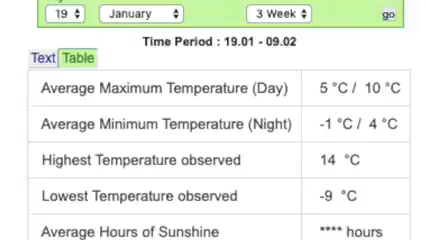 19 January 3 Week go
Time Period : 19.01 - 09.02
Text Table
Average Maximum Temperature (Day) 5 °C / 10 °C
Average Minimum Temperature (Night) -1 °C / 4 °C
Highest Temperature observed 14 °C
Lowest Temperature observed -9 °C
Average Hours of Sunshine **** hours